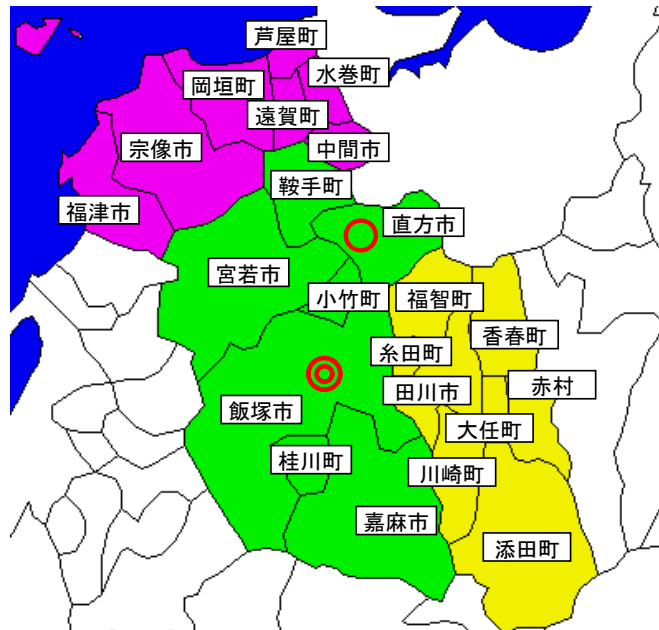 芦屋町
水巻町
岡垣町
遠賀町
宗像市
中間市
鞍手町
福津市
直方市
宮若市
小竹町
福智町
香春町
糸田町
田川市
赤村
飯塚市
大任町
桂川町
川崎町
嘉麻市
添田町